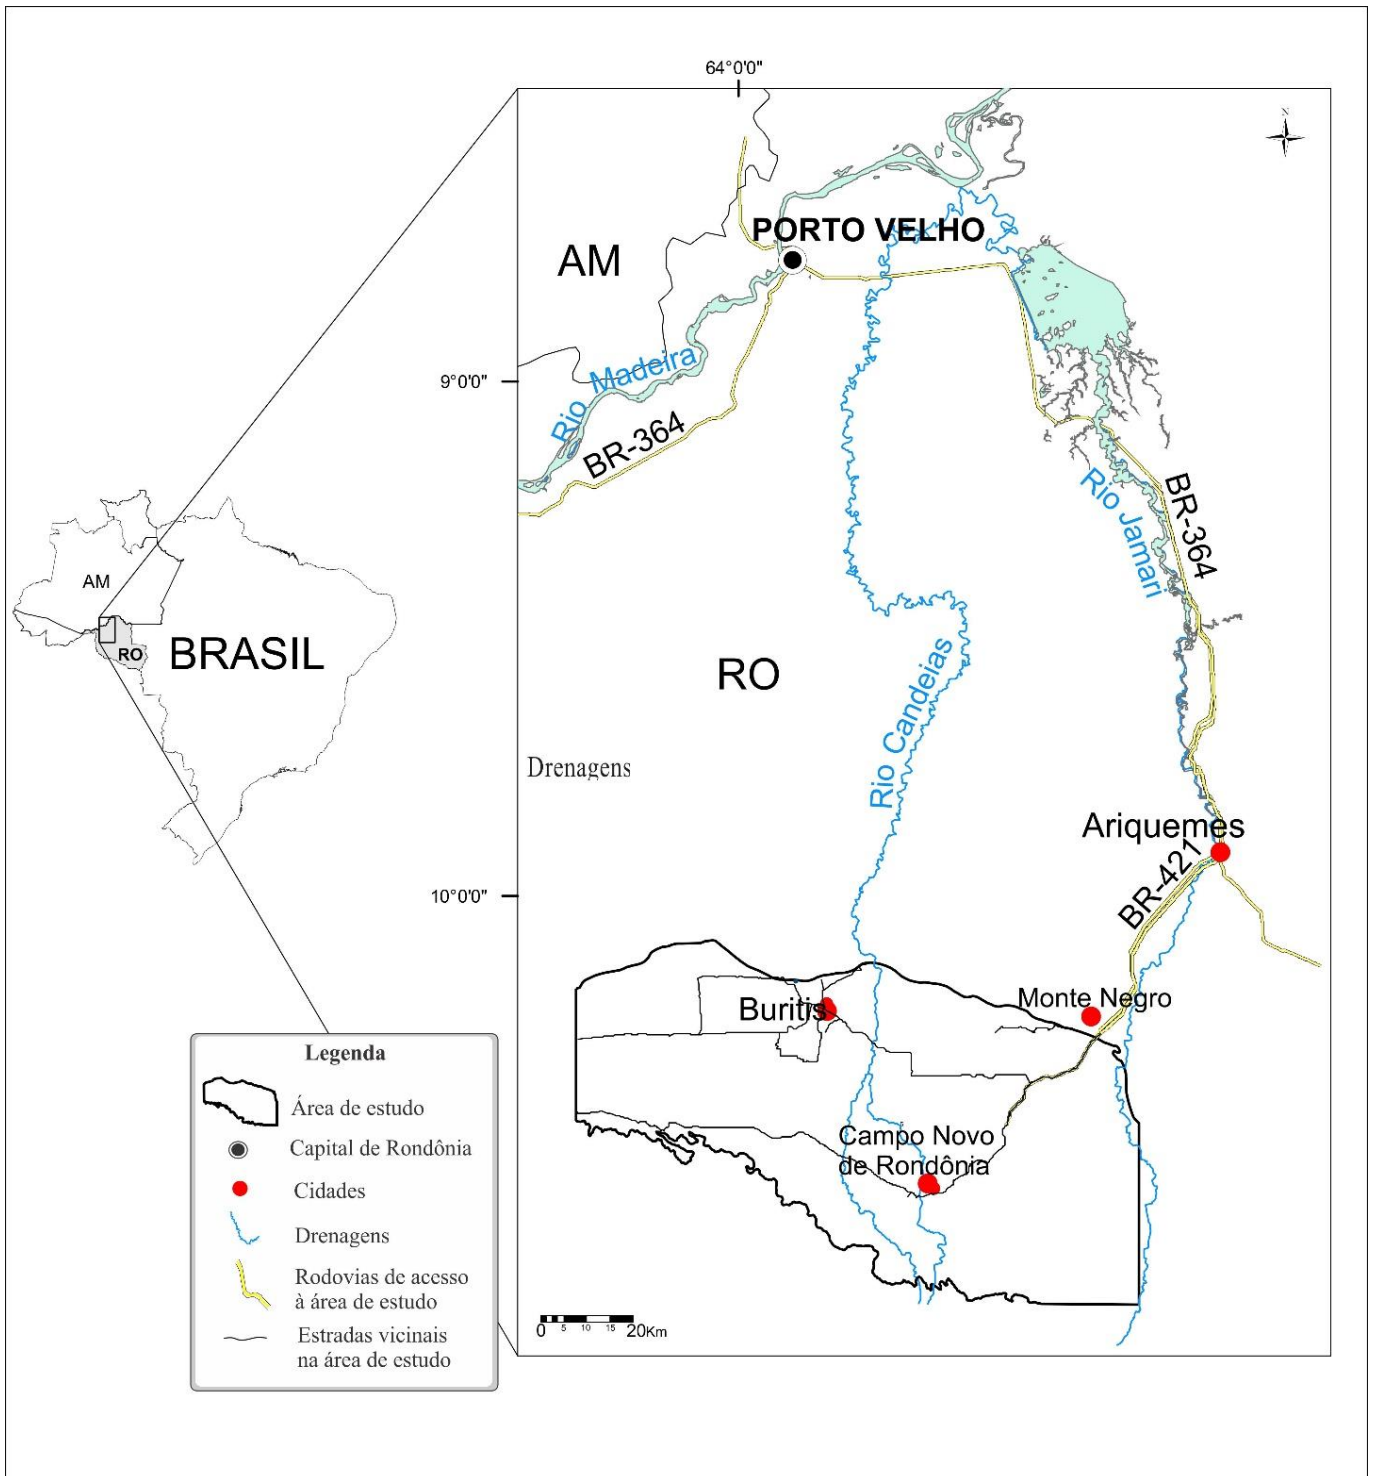 64°0'0"
N
PORTO VELHO
AM
Rio Madeira
9°0'0"
BR-364
Rio Jamari
BR-364
AM
RO
BRASIL
RO
Rio Candeias
Drenagens
Ariquemes
BR-421
10°0'0"
Buritis
Monte Negro
Campo Novo
de Rondônia
0 5 10 15 20Km
Legenda
Área de estudo
Capital de Rondônia
Cidades
Drenagens
Rodovias de acesso
à área de estudo
Estradas vicinais
na área de estudo